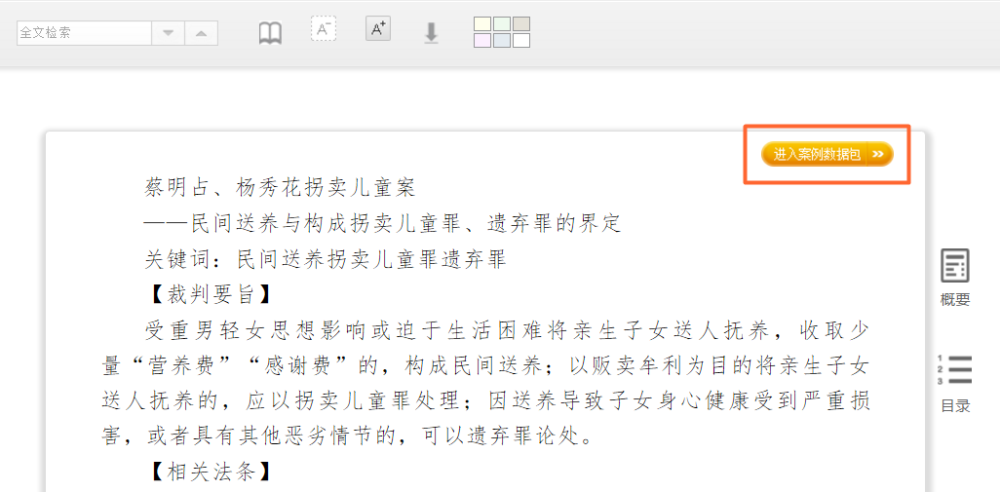 全文检索
A-
A+
进入案例数据包 »
蔡明占、杨秀花拐卖儿童案
——民间送养与构成拐卖儿童罪、遗弃罪的界定
关键词：民间送养拐卖儿童罪遗弃罪
【裁判要旨】
受重男轻女思想影响或迫于生活困难将亲生子女送人抚养，收取少
量“营养费”“感谢费”的，构成民间送养；以贩卖牟利为目的将亲生子女
送人抚养的，应以拐卖儿童罪处理；因送养导致子女身心健康受到严重损
害，或者具有其他恶劣情节的，可以遗弃罪论处。
【相关法条】
概要
1
2
3
目录